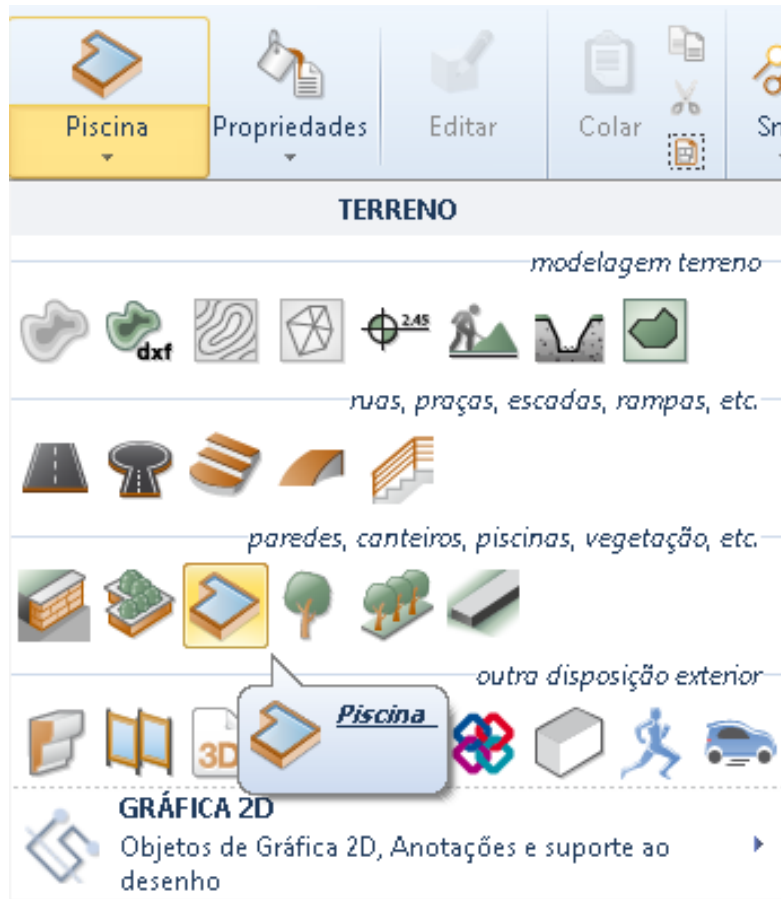 Piscina
Propriedades
Editar
Colar
TERRENO
modelagem terreno
dxf
2.45
ruas, praças, escadas, rampas, etc.
paredes, canteiros, piscinas, vegetação, etc.
outra disposição exterior
3D
Piscina
GRÁFICA 2D
Objetos de Gráfica 2D, Anotações e suporte ao
desenho